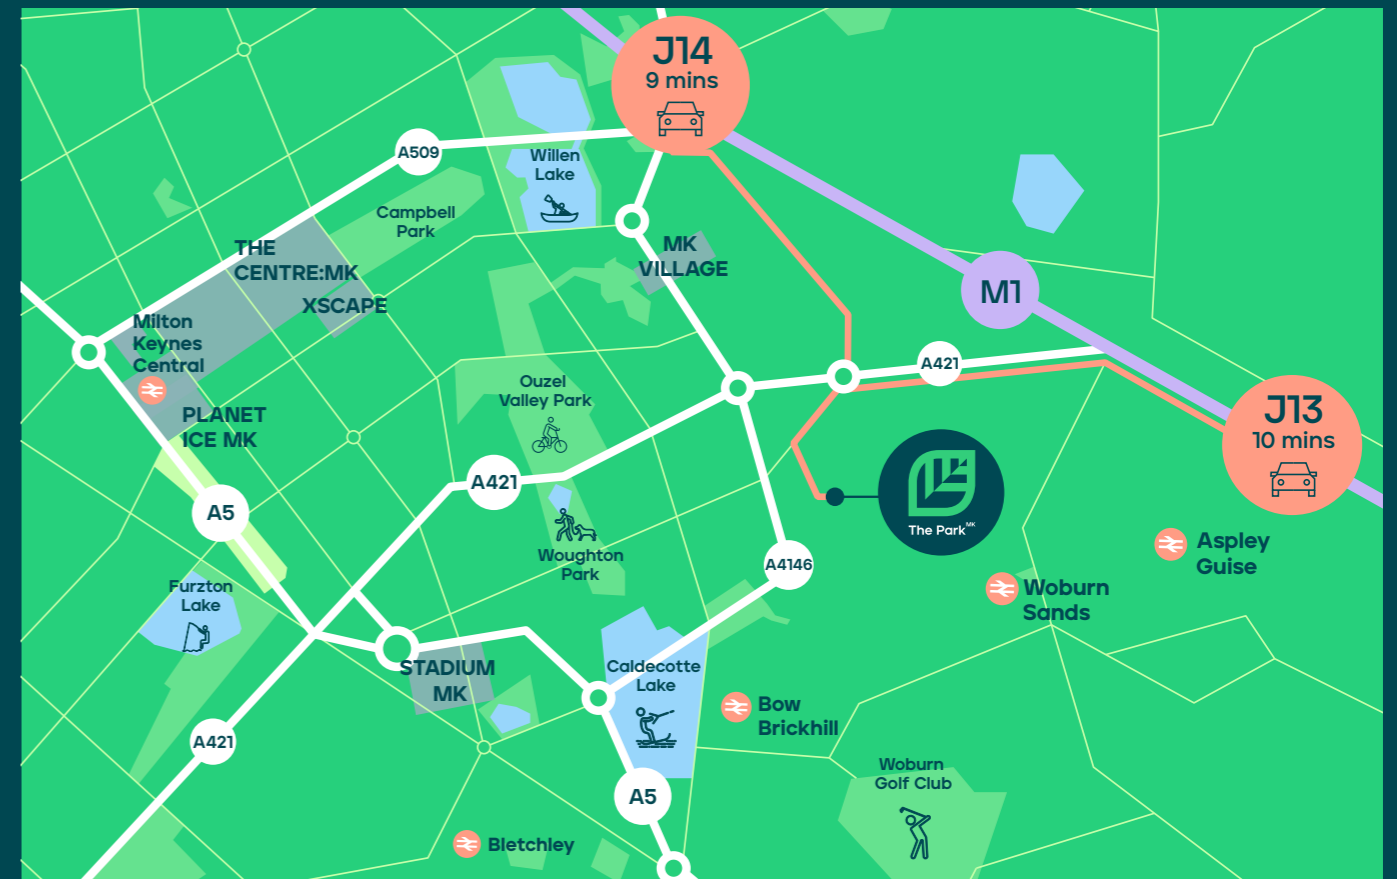 J14
9 mins
A509
Willen
Lake
Campbell
Park
THE
CENTRE:MK
MK
VILLAGE
XSCAPE
M1
Milton
Keynes
Central
A421
Ouzel
Valley Park
PLANET
ICE MK
J13
10 mins
A421
A5
The Park MK
Woughton
Park
A4146
Aspley
Guise
Furzton
Lake
Woburn
Sands
STADIUM
MK
Caldecotte
Lake
Bow
Brickhill
A421
Woburn
Golf Club
A5
Bletchley